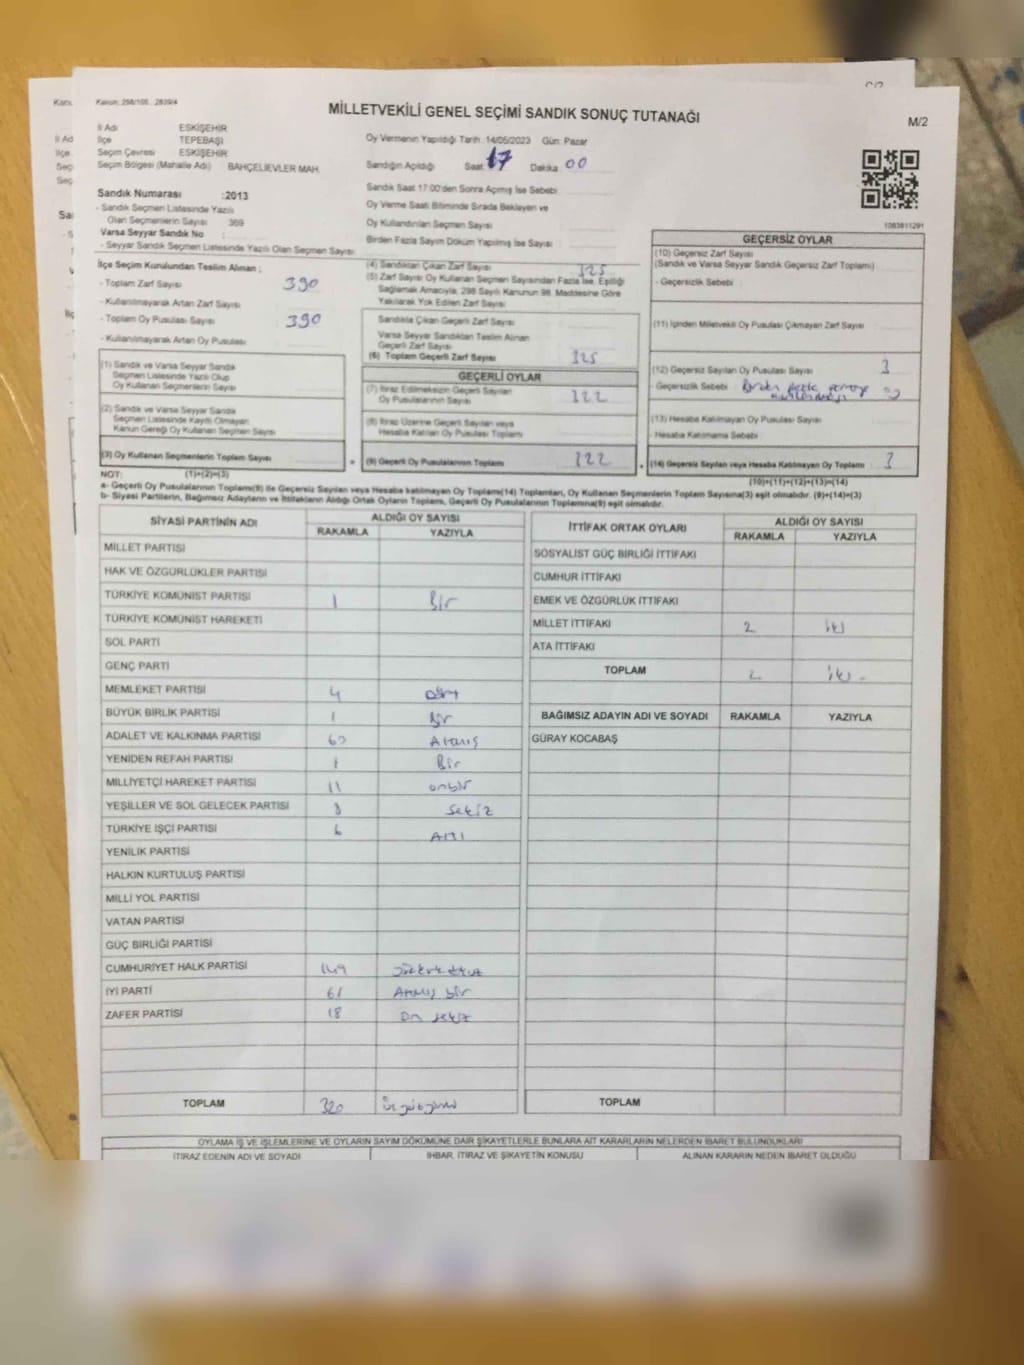 Kanun: 298/105 , 2839/4
MİLLETVEKİLİ GENEL SEÇİMİ SANDIK SONUÇ TUTANAĞI
M/2
İl Adı ESKİŞEHİR
İlçe TEPEBAŞI
Seçim Çevresi ESKİŞEHİR
Seçim Bölgesi (Mahalle Adı) BAHÇELİEVLER MAH.
Oy Vermenin Yapıldığı Tarih :14/05/2023 Gün: Pazar
Sandığın Açıldığı Saat 17 Dakika 00
Sandık Saat 17:00'den Sonra Açılmış İse Sebebi
Oy Verme Saati Bitiminde Sırada Bekleyen ve
Oy Kullandırılan Seçmen Sayısı
Birden Fazla Sayım Döküm Yapılmış İse Sayısı
Sandık Numarası :2013
- Sandık Seçmen Listesinde Yazılı
Olan Seçmenlerin Sayısı : 369
Varsa Seyyar Sandık No :
- Seyyar Sandık Seçmen Listesinde Yazılı Olan Seçmen Sayısı:
İlçe Seçim Kurulundan Teslim Alınan ;
- Toplam Zarf Sayısı 390
- Kullanılmayarak Artan Zarf Sayısı
- Toplam Oy Pusulası Sayısı 390
- Kullanılmayarak Artan Oy Pusulası
(1) Sandık ve Varsa Seyyar Sandık
Seçmen Listesinde Yazılı Olup
Oy Kullanan Seçmenlerin Sayısı
(2) Sandık ve Varsa Seyyar Sandık
Seçmen Listesinde Kayıtlı Olmayan
Kanun Gereği Oy Kullanan Seçmen Sayısı
(3) Oy Kullanan Seçmenlerin Toplam Sayısı
(4) Sandıktan Çıkan Zarf Sayısı 325
(5) Zarf Sayısı Oy Kullanan Seçmen Sayısından Fazla İse, Eşitliği
Sağlamak Amacıyla, 298 Sayılı Kanunun 98. Maddesine Göre
Yakılarak Yok Edilen Zarf Sayısı
Sandıkta Çıkan Geçerli Zarf Sayısı
Varsa Seyyar Sandıktan Teslim Alınan
Geçerli Zarf Sayısı
(6) Toplam Geçerli Zarf Sayısı 325
GEÇERLİ OYLAR
(7) İtiraz Edilmeksizin Geçerli Sayılan
Oy Pusulalarının Sayısı 322
(8) İtiraz Üzerine Geçerli Sayılan veya
Hesaba Katılan Oy Pusulası Toplamı
(9) Geçerli Oy Pusulalarının Toplamı 322
1083811291
GEÇERSİZ OYLAR
(10) Geçersiz Zarf Sayısı
(Sandık ve Varsa Seyyar Sandık Geçersiz Zarf Toplamı)
- Geçersizlik Sebebi
(11) İçinden Milletvekili Oy Pusulası Çıkmayan Zarf Sayısı
(12) Geçersiz Sayılan Oy Pusulası Sayısı 3
Geçersizlik Sebebi
(13) Hesaba Katılmayan Oy Pusulası Sayısı
- Hesaba Katılmama Sebebi
(14) Geçersiz Sayılan veya Hesaba Katılmayan Oy Toplamı 3
NOT: (1)+(2)=(3)
(10)+(11)+(12)+(13)=(14)
a- Geçerli Oy Pusulalarının Toplamı(9) ile Geçersiz Sayılan veya Hesaba katılmayan Oy Toplamı(14) Toplamları, Oy Kullanan Seçmenlerin Toplam Sayısına(3) eşit olmalıdır. (9)+(14)=(3)
b- Siyasi Partilerin, Bağımsız Adayların ve İttifakların Aldığı Ortak Oyların Toplamı, Geçerli Oy Pusulalarının Toplamına(9) eşit olmalıdır.
SİYASİ PARTİNİN ADI ALDIĞI OY SAYISI
RAKAMLA YAZIYLA
MİLLET PARTİSİ
HAK VE ÖZGÜRLÜKLER PARTİSİ
TÜRKİYE KOMÜNİST PARTİSİ 1 Bir
TÜRKİYE KOMÜNİST HAREKETİ
SOL PARTİ
GENÇ PARTİ
MEMLEKET PARTİSİ 4 Dört
BÜYÜK BİRLİK PARTİSİ 1 Bir
ADALET VE KALKINMA PARTİSİ 60 Atmış
YENİDEN REFAH PARTİSİ 1 Bir
MİLLİYETÇİ HAREKET PARTİSİ 11 onbir
YEŞİLLER VE SOL GELECEK PARTİSİ 8 Sekiz
TÜRKİYE İŞÇİ PARTİSİ 6 Altı
YENİLİK PARTİSİ
HALKIN KURTULUŞ PARTİSİ
MİLLİ YOL PARTİSİ
VATAN PARTİSİ
GÜÇ BİRLİĞİ PARTİSİ
CUMHURİYET HALK PARTİSİ 149
İYİ PARTİ 61 Atmış bir
ZAFER PARTİSİ 18 On sekiz
TOPLAM 320
İTTİFAK ORTAK OYLARI ALDIĞI OY SAYISI
RAKAMLA YAZIYLA
SOSYALİST GÜÇ BİRLİĞİ İTTİFAKI
CUMHUR İTTİFAKI
EMEK VE ÖZGÜRLÜK İTTİFAKI
MİLLET İTTİFAKI 2 iki
ATA İTTİFAKI
TOPLAM 2 iki
BAĞIMSIZ ADAYIN ADI VE SOYADI RAKAMLA YAZIYLA
GÜRAY KOCABAŞ
TOPLAM
OYLAMA İŞ VE İŞLEMLERİNE VE OYLARIN SAYIM DÖKÜMÜNE DAİR ŞİKAYETLERLE BUNLARA AİT KARARLARIN NELERDEN İBARET BULUNDUKLARI
İTİRAZ EDENİN ADI VE SOYADI İHBAR, İTİRAZ VE ŞİKAYETİN KONUSU ALINAN KARARIN NEDEN İBARET OLDUĞU